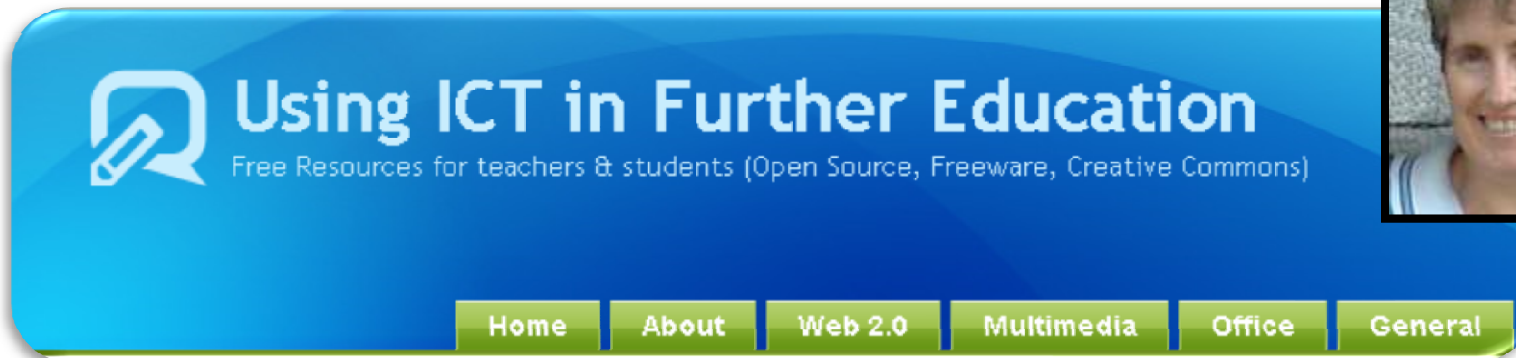 Using ICT in Further Education
Free Resources for teachers & students (Open Source, Freeware, Creative Commons)
Home About Web 2.0 Multimedia Office General